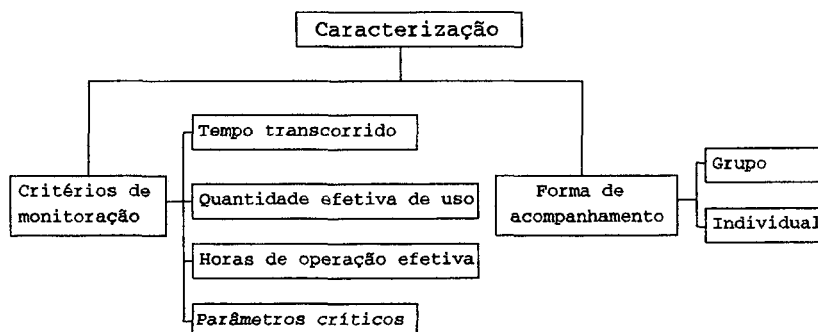 Caracterização
Tempo transcorrido
Critérios de
monitoração
Quantidade efetiva de uso
Horas de operação efetiva
Parâmetros críticos
Forma de
acompanhamento
Grupo
Individual